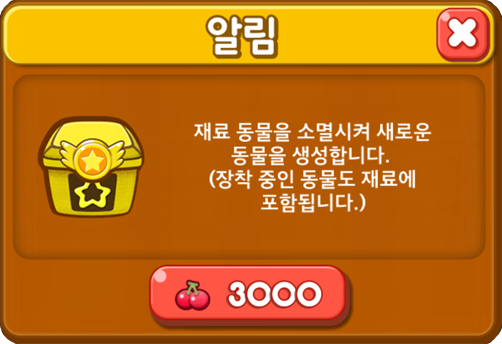 알림
재료 동물을 소멸시켜 새로운
동물을 생성합니다.
(장착 중인 동물도 재료에
포함됩니다.)
3000